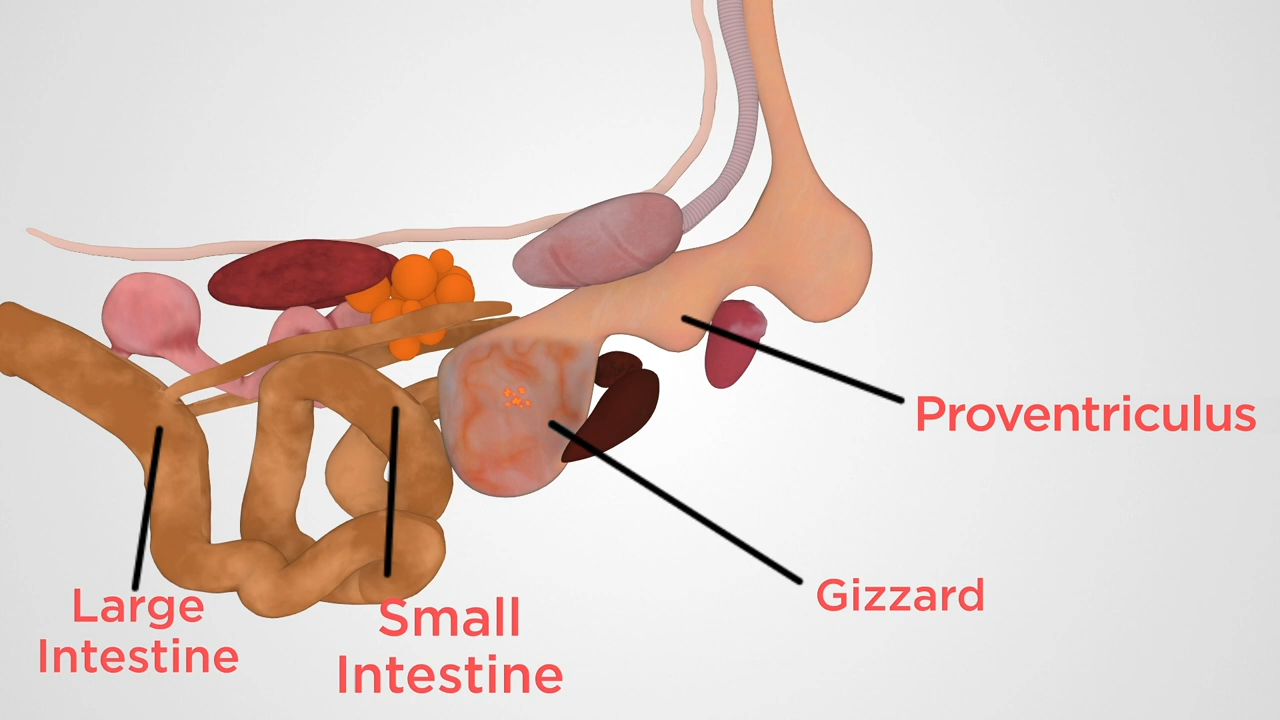 Proventriculus
Gizzard
Large
Intestine
Small
Intestine